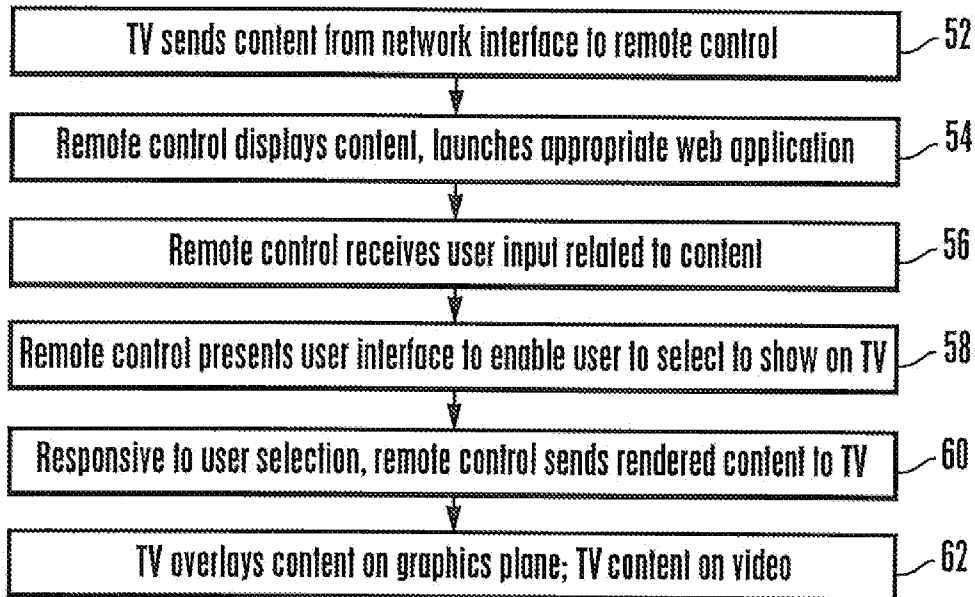 TV sends content from network interface to remote control 52
Remote control displays content, launches appropriate web application 54
Remote control receives user input related to content 56
Remote control presents user interface to enable user to select to show on TV 58
Responsive to user selection, remote control sends rendered content to TV 60
TV overlays content on graphics plane; TV content on video 62